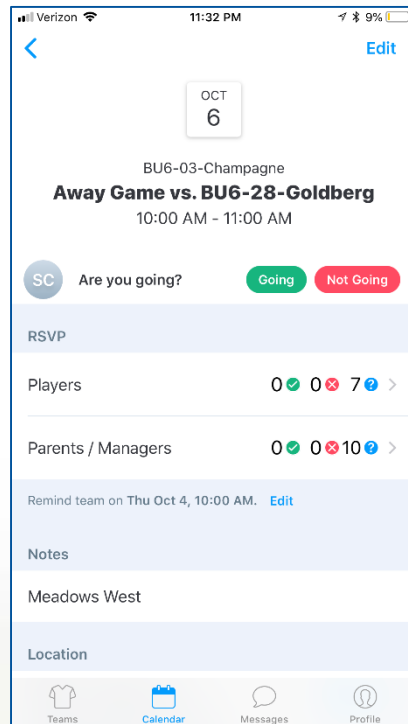 Verizon 11:32 PM 9%
Edit
OCT
6
BU6-03-Champagne
Away Game vs. BU6-28-Goldberg
10:00 AM - 11:00 AM
SC Are you going? Going Not Going
RSVP
Players 0 0 7 ?
Parents / Managers 0 0 10 ?
Remind team on Thu Oct 4, 10:00 AM. Edit
Notes
Meadows West
Location
Teams Calendar Messages Profile